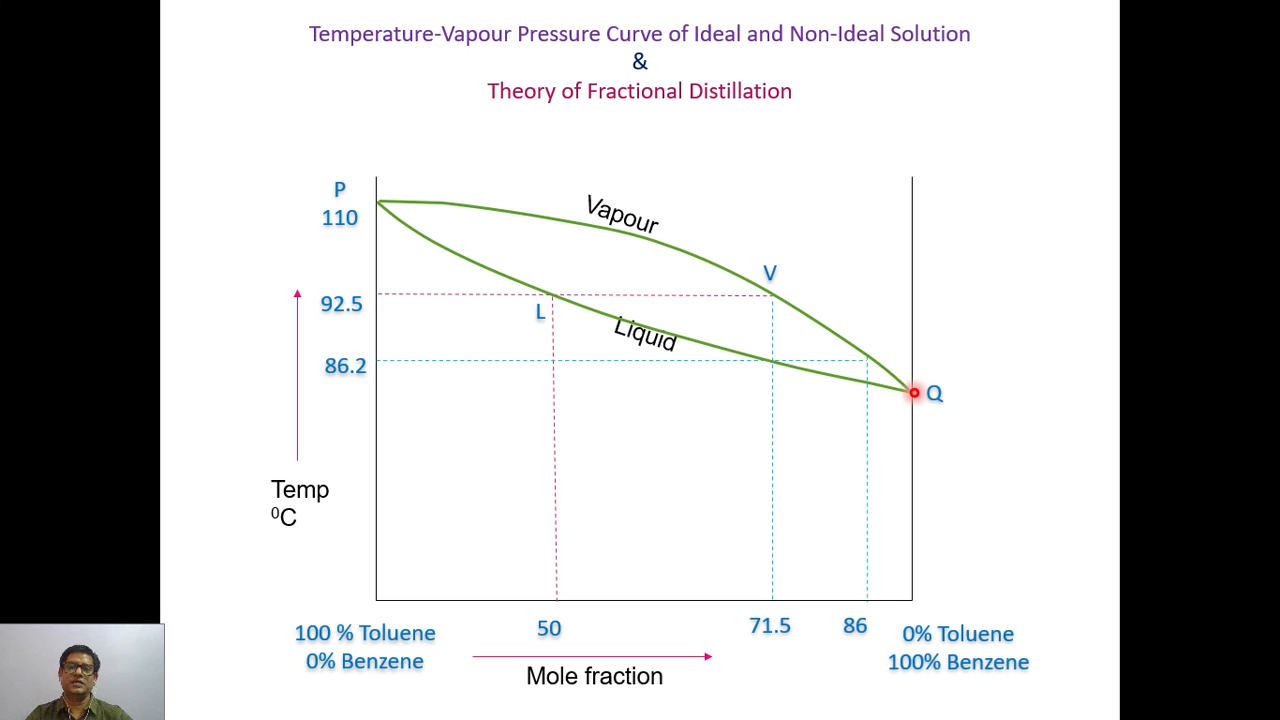 Temperature-Vapour Pressure Curve of Ideal and Non-Ideal Solution
&
Theory of Fractional Distillation
P
110
Vapour
V
92.5
L
Liquid
86.2
Q
Temp
⁰C
50
71.5
86
100 % Toluene
0% Benzene
0% Toluene
100% Benzene
Mole fraction